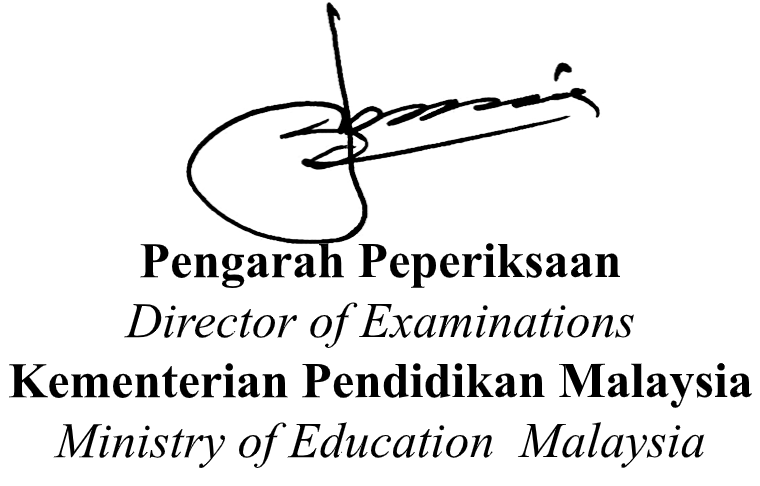 Pengarah Peperiksaan
Director of Examinations
Kementerian Pendidikan Malaysia
Ministry of Education Malaysia